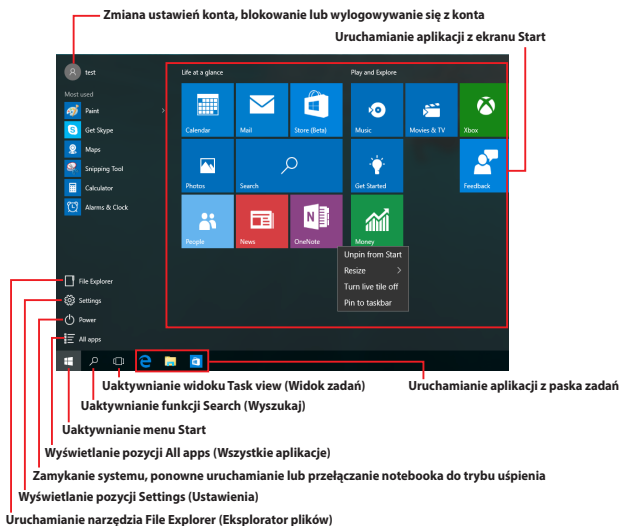 Zmiana ustawień konta, blokowanie lub wylogowywanie się z konta
Uruchamianie aplikacji z ekranu Start
test
Most used
Paint
Get Skype
Maps
Snipping Tool
Calculator
Alarms & Clock
File Explorer
Settings
Power
All apps
Life at a glance
Calendar
Mail
Store (Beta)
Photos
Search
People
News
OneNote
Play and Explore
Music
Movies & TV
Xbox
Get Started
Feedback
Money
Unpin from Start
Resize
Turn live tile off
Pin to taskbar
Uaktywnianie widoku Task view (Widok zadań)
Uruchamianie aplikacji z paska zadań
Uaktywnianie funkcji Search (Wyszukaj)
Uaktywnianie menu Start
Wyświetlanie pozycji All apps (Wszystkie aplikacje)
Zamykanie systemu, ponowne uruchamianie lub przełączanie notebooka do trybu uśpienia
Wyświetlanie pozycji Settings (Ustawienia)
Uruchamianie narzędzia File Explorer (Eksplorator plików)